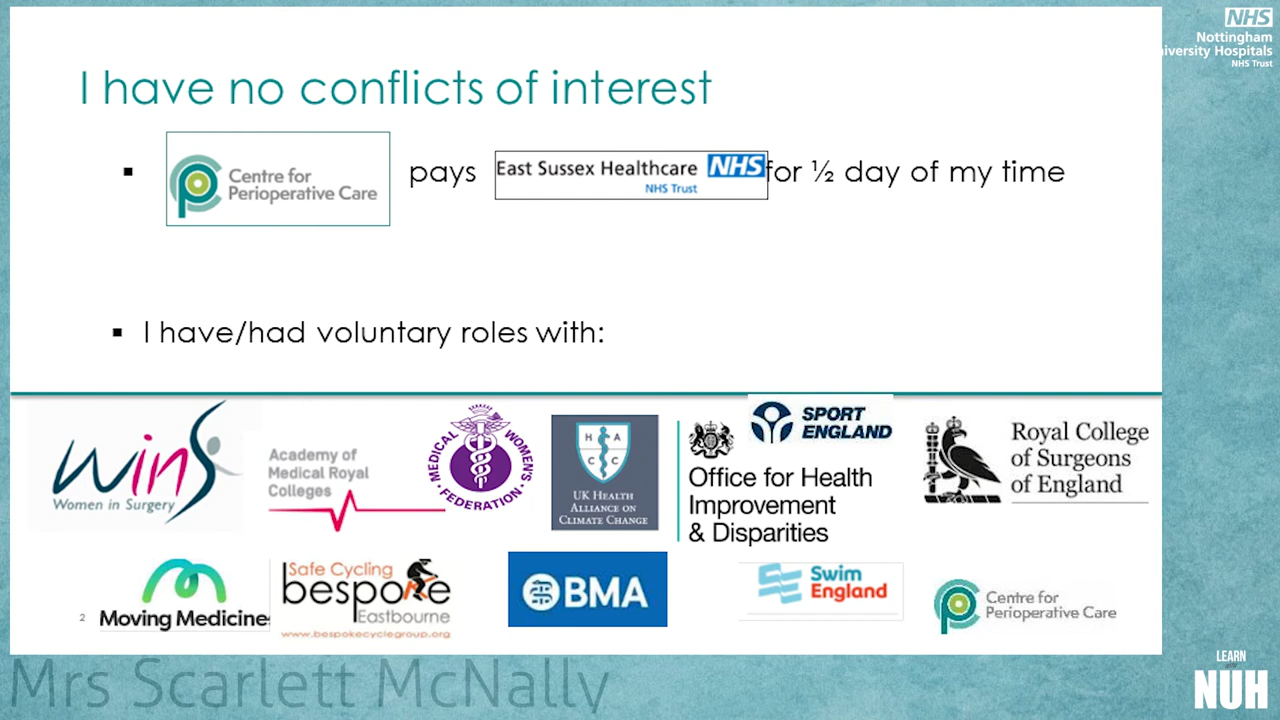 NHS
Nottingham
University Hospitals
NHS Trust
I have no conflicts of interest
▪ Centre for Perioperative Care pays East Sussex Healthcare NHS NHS Trust for ½ day of my time
▪ I have/had voluntary roles with:
winS
Women in Surgery
Academy of
Medical Royal
Colleges
MEDICAL WOMEN'S FEDERATION
H A
C C
UK HEALTH
ALLIANCE ON
CLIMATE CHANGE
SPORT
ENGLAND
Office for Health
Improvement
& Disparities
Royal College
of Surgeons
of England
2
Moving Medicine
Safe Cycling
bespoke
Eastbourne
www.bespokecyclegroup.org
BMA
Swim
England
Centre for
Perioperative Care
Mrs Scarlett McNally
LEARN
NUH